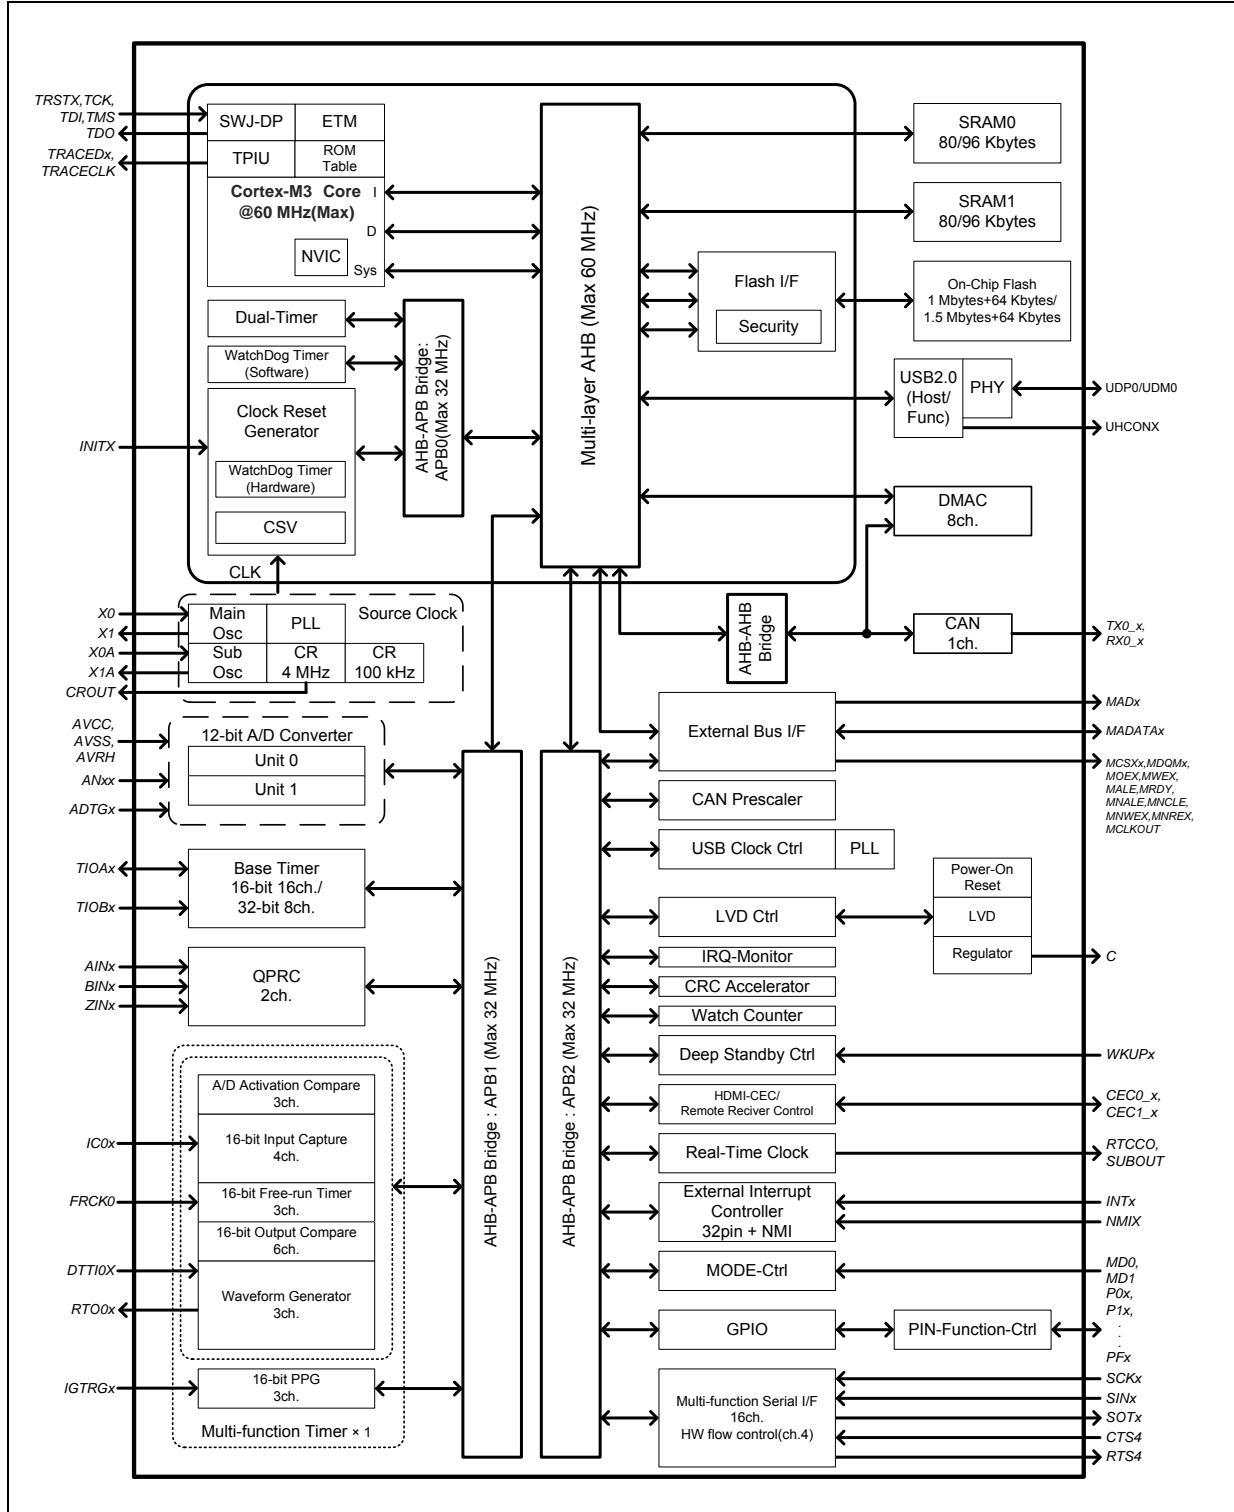 TRSTX,TCK,
TDI,TMS
TDO
TRACEDx,
TRACECLK
SWJ-DP
ETM
TPIU
ROM
Table
Cortex-M3 Core
@60 MHz(Max)
I
D
Sys
NVIC
Dual-Timer
WatchDog Timer
(Software)
Clock Reset
Generator
WatchDog Timer
(Hardware)
CSV
INITX
CLK
AHB-APB Bridge:
APB0(Max 32 MHz)
Multi-layer AHB (Max 60 MHz)
SRAM0
80/96 Kbytes
SRAM1
80/96 Kbytes
Flash I/F
Security
On-Chip Flash
1 Mbytes+64 Kbytes/
1.5 Mbytes+64 Kbytes
USB2.0
(Host/
Func)
PHY
UDP0/UDM0
UHCONX
DMAC
8ch.
AHB-AHB
Bridge
CAN
1ch.
TX0_x,
RX0_x
X0
X1
X0A
X1A
CROUT
Main
Osc
PLL
Source Clock
Sub
Osc
CR
4 MHz
CR
100 kHz
AVCC,
AVSS,
AVRH
ANxx
ADTGx
12-bit A/D Converter
Unit 0
Unit 1
TIOAx
TIOBx
Base Timer
16-bit 16ch./
32-bit 8ch.
AINx
BINx
ZINx
QPRC
2ch.
A/D Activation Compare
3ch.
IC0x
16-bit Input Capture
4ch.
FRCK0
16-bit Free-run Timer
3ch.
16-bit Output Compare
6ch.
DTTI0X
RTO0x
Waveform Generator
3ch.
IGTRGx
16-bit PPG
3ch.
Multi-function Timer × 1
AHB-APB Bridge : APB1 (Max 32 MHz)
AHB-APB Bridge : APB2 (Max 32 MHz)
External Bus I/F
MADx
MADATAx
MCSXx,MDQMx,
MOEX,MWEX,
MALE,MRDY,
MNALE,MNCLE,
MNWEX,MNREX,
MCLKOUT
CAN Prescaler
USB Clock Ctrl
PLL
LVD Ctrl
Power-On
Reset
LVD
Regulator
C
IRQ-Monitor
CRC Accelerator
Watch Counter
Deep Standby Ctrl
WKUPx
HDMI-CEC/
Remote Reciver Control
CEC0_x,
CEC1_x
Real-Time Clock
RTCCO,
SUBOUT
External Interrupt
Controller
32pin + NMI
INTx
NMIX
MODE-Ctrl
MD0,
MD1
GPIO
PIN-Function-Ctrl
P0x,
P1x,
.
.
PFx
Multi-function Serial I/F
16ch.
HW flow control(ch.4)
SCKx
SINx
SOTx
CTS4
RTS4